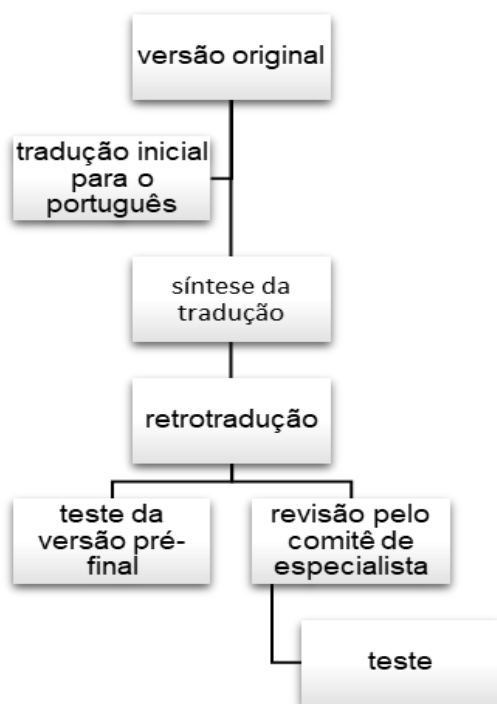 versão original
tradução inicial
para o
português
síntese da
tradução
retrotradução
teste da
versão pré-
final
revisão pelo
comitê de
especialista
teste